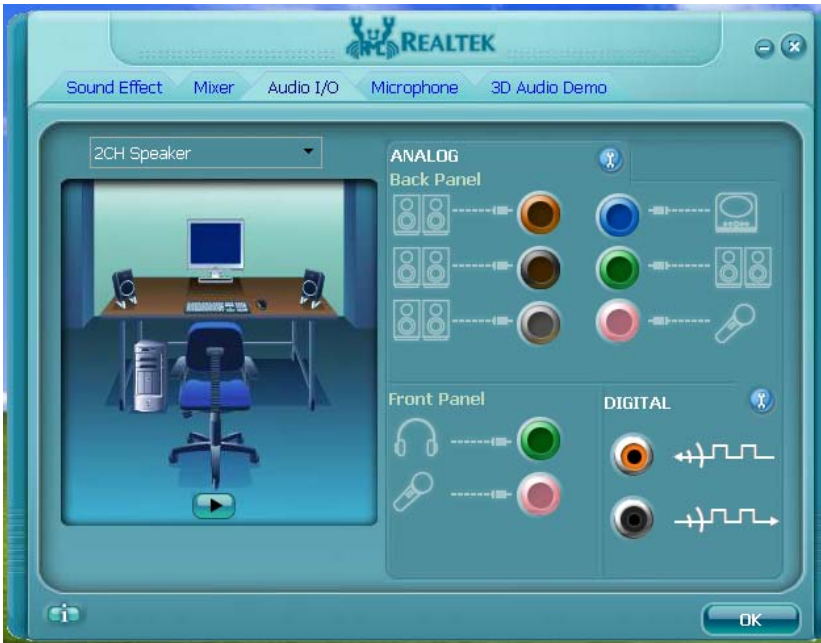 REALTEK
Sound Effect Mixer Audio I/O Microphone 3D Audio Demo
2CH Speaker
ANALOG
Back Panel
Front Panel
DIGITAL
OK